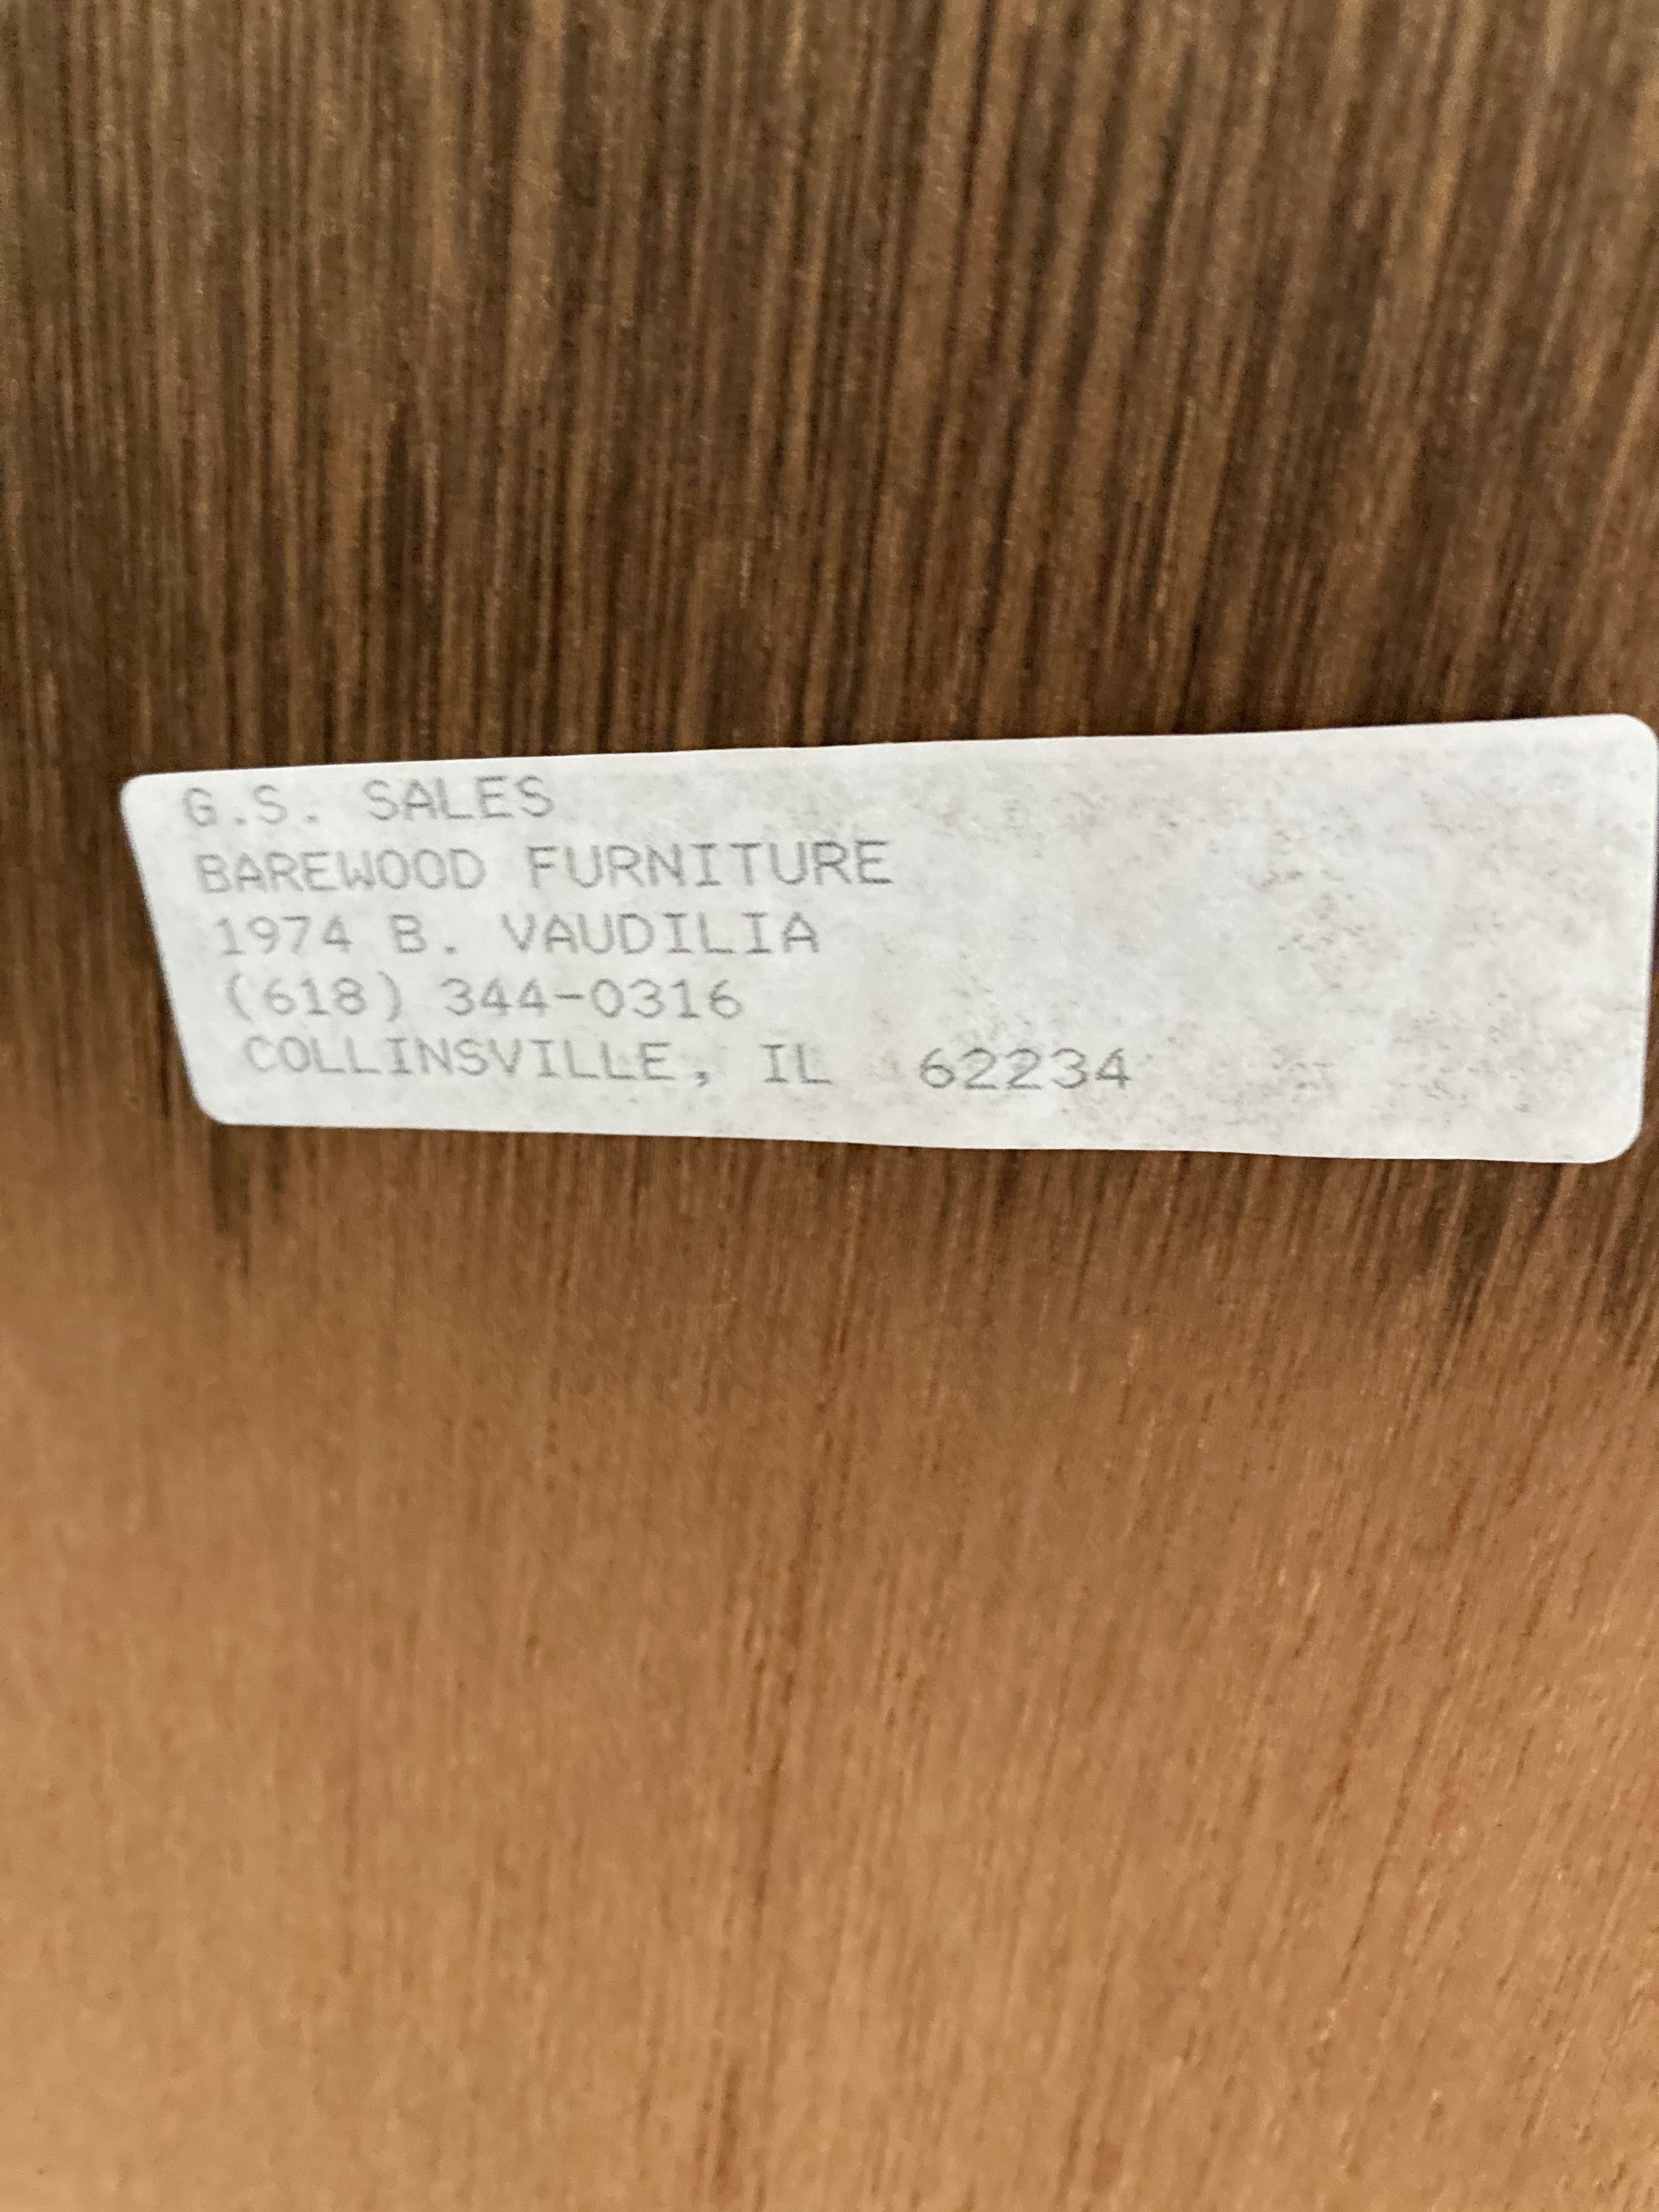 G.S. SALES
BAREWOOD FURNITURE
1974 B. VAUDILIA
(618) 344-0316
COLLINSVILLE, IL 62234